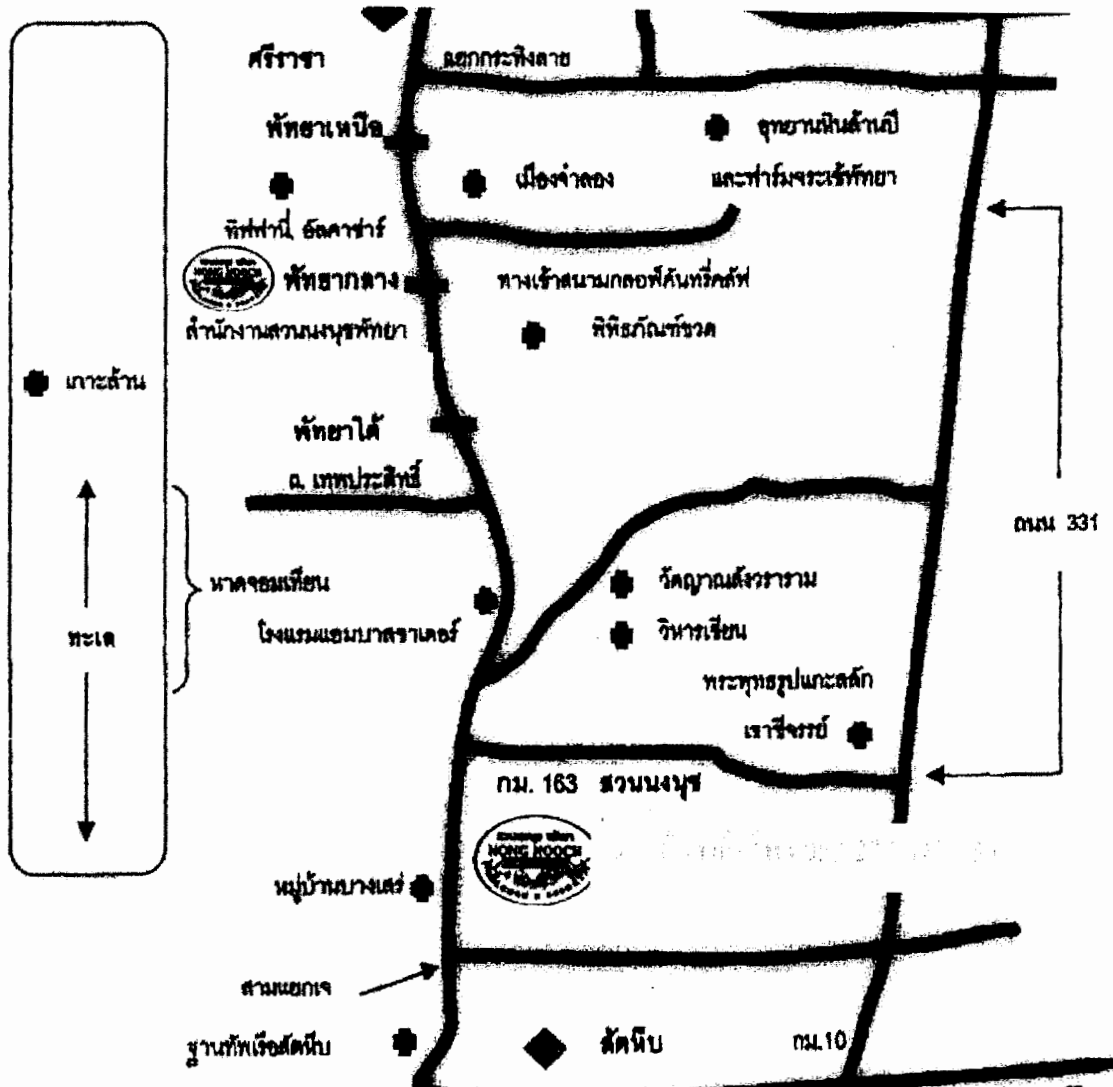 ศรีราชา
แยกกระทิงลาย
พัทยาเหนือ
อุทยานหินล้านปี
และฟาร์มจระเข้พัทยา
เมืองจำลอง
ทิฟฟานี่, อัลคาซ่าร์
NONG NOOCH
พัทยากลาง
ทางเข้าสนามกอล์ฟคันทรี่คลับ
สำนักงานสวนนงนุชพัทยา
พิพิธภัณฑ์ขวด
เกาะล้าน
พัทยาใต้
ถ. เทพประสิทธิ์
ถนน 331
หาดจอมเทียน
วัดญาณสังวราราม
โรงแรมแอมบาสซาเดอร์
วิหารเซียน
ทะเล
พระพุทธรูปแกะสลัก
เขาชีจรรย์
กม. 163 สวนนงนุช
NONG NOOCH
หมู่บ้านบางเสร่
สามแยกเจ
ฐานทัพเรือสัตหีบ
สัตหีบ
กม.10